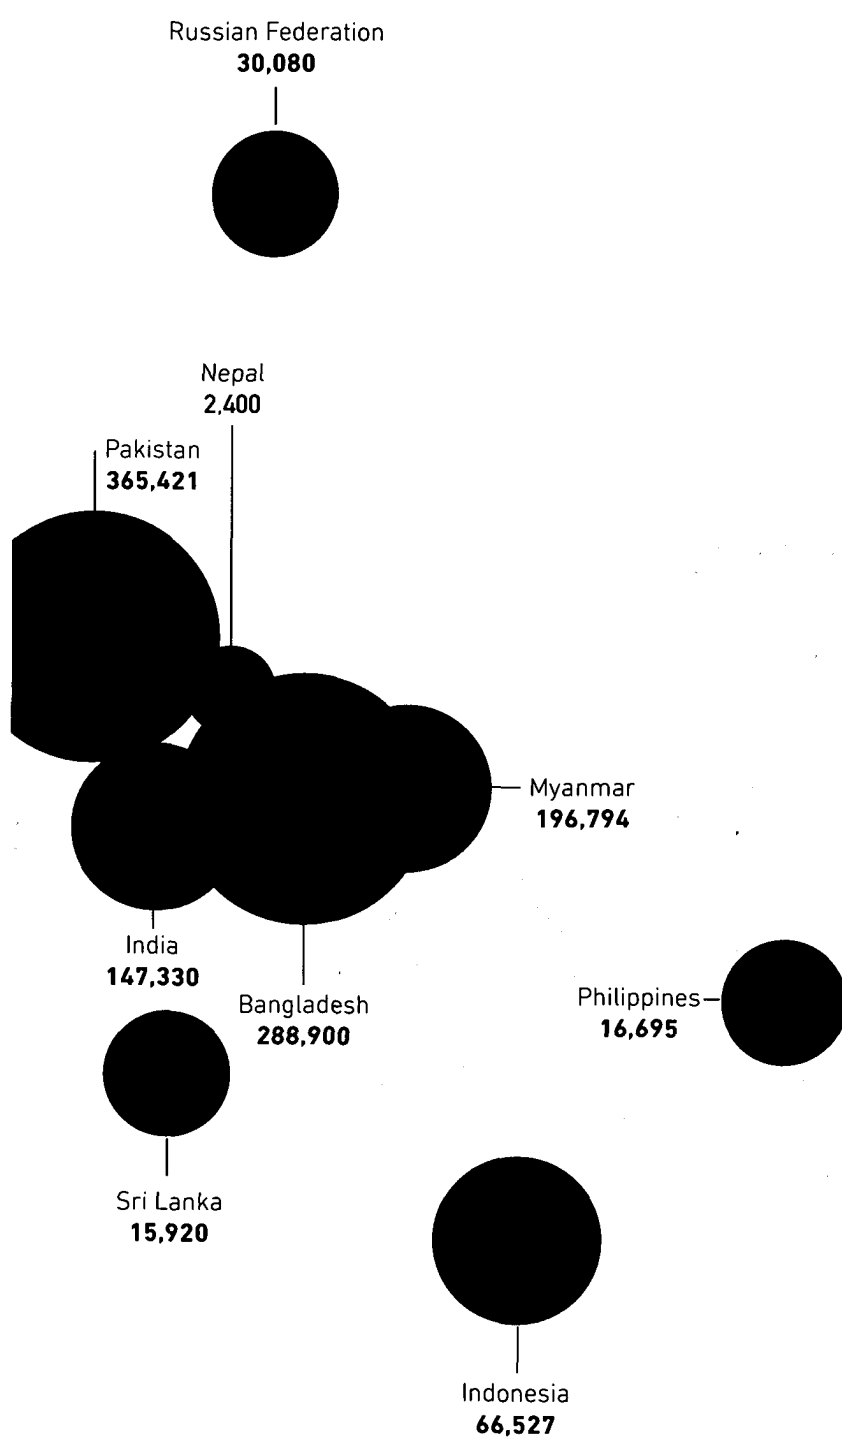 Russian Federation
30,080
Nepal
2,400
Pakistan
365,421
Myanmar
196,794
India
147,330
Bangladesh
288,900
Philippines
16,695
Sri Lanka
15,920
Indonesia
66,527